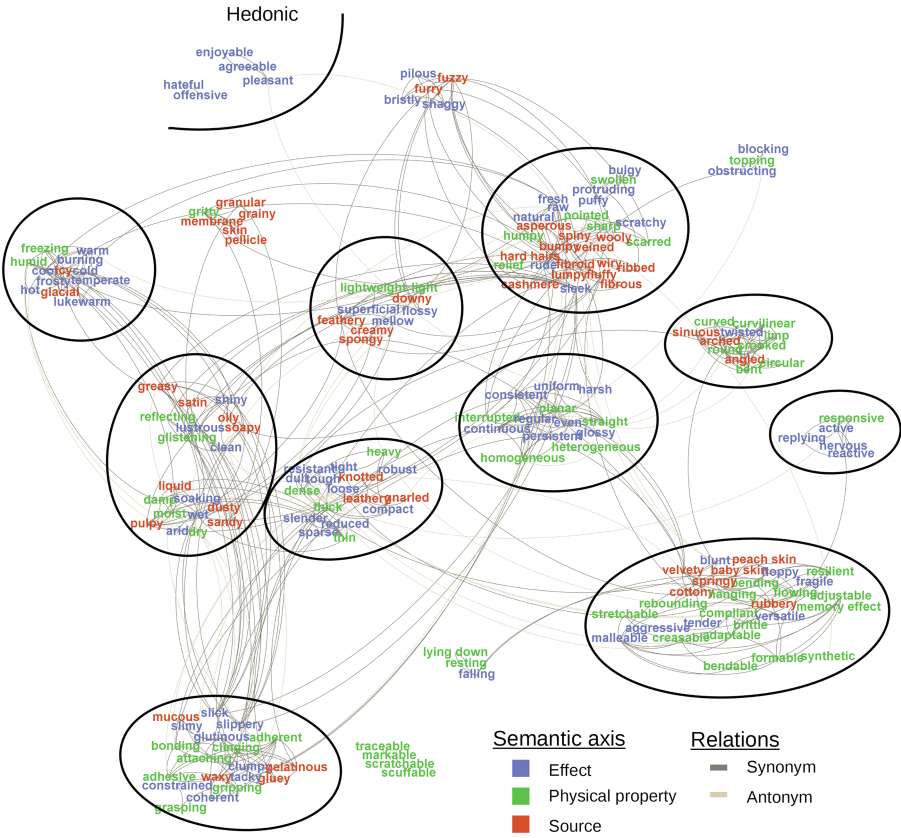 Hedonic
enjoyable
agreeable
pleasant
hateful
offensive
pilous
fuzzy
furry
bristly
shaggy
blocking
topping
obstructing
bulgy
swollen
protruding
puffy
fresh
raw
natural
pointed
scratchy
asperous
sharp
humpy
spiny
wooly
scarred
bumpy
veined
hard hairs
relief
rude
fibroid
wiry
ribbed
lumpy
fluffy
cashmere
fibrous
sleek
granular
gritty
grainy
membrane
skin
pellicle
freezing
warm
humid
burning
cool
icy
cold
frosty
temperate
hot
glacial
lukewarm
lightweight
light
downy
superficial
flossy
feathery
mellow
creamy
spongy
curved
curvilinear
sinuous
twisted
limp
arched
crooked
round
angled
circular
bent
responsive
active
replying
nervous
reactive
greasy
satin
shiny
reflecting
oily
lustrous
soapy
glistening
clean
liquid
damp
soaking
dusty
moist
wet
pulpy
sandy
arid
dry
uniform
harsh
consistent
planar
interrupted
regular
even
straight
continuous
glossy
persistent
heterogeneous
homogeneous
heavy
resistant
tight
robust
dull
tough
knotted
dense
loose
leathery
gnarled
thick
compact
slender
reduced
sparse
thin
blunt
peach skin
velvety
baby skin
floppy
resilient
springy
bending
fragile
cottony
hanging
flowing
adjustable
rebounding
rubbery
memory effect
stretchable
compliant
versatile
aggressive
tender
brittle
malleable
creasable
adaptable
formable
synthetic
bendable
lying down
resting
falling
mucous
slick
slimy
slippery
glutinous
adherent
bonding
clinging
attaching
clumpy
gelatinous
adhesive
waxy
tacky
gluey
constrained
gripping
coherent
grasping
traceable
markable
scratchable
scuffable
Semantic axis
Effect
Physical property
Source
Relations
Synonym
Antonym